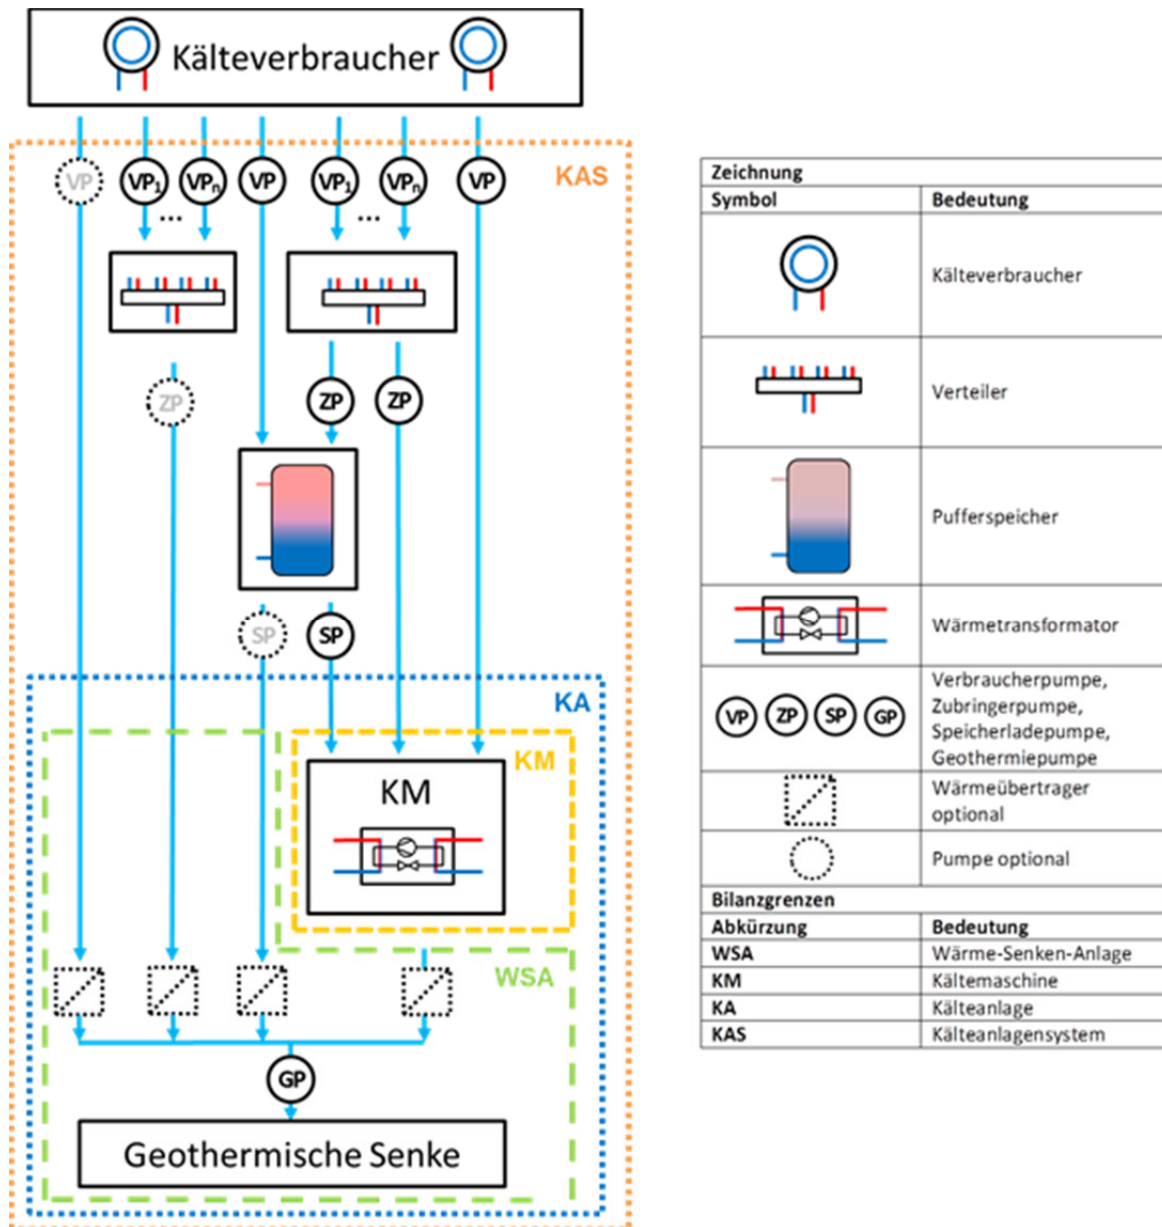 Kälteverbraucher
KAS
VP VP1 VPn VP VP1 VPn VP
... ...
ZP ZP ZP
SP SP
KA
KM
KM
WSA
GP
Geothermische Senke
Zeichnung
Symbol Bedeutung
Kälteverbraucher
Verteiler
Pufferspeicher
Wärmetransformator
VP ZP SP GP
Verbraucherpumpe,
Zubringerpumpe,
Speicherladepumpe,
Geothermiepumpe
Wärmeübertrager
optional
Pumpe optional
Bilanzgrenzen
Abkürzung Bedeutung
WSA Wärme-Senken-Anlage
KM Kältemaschine
KA Kälteanlage
KAS Kälteanlagensystem